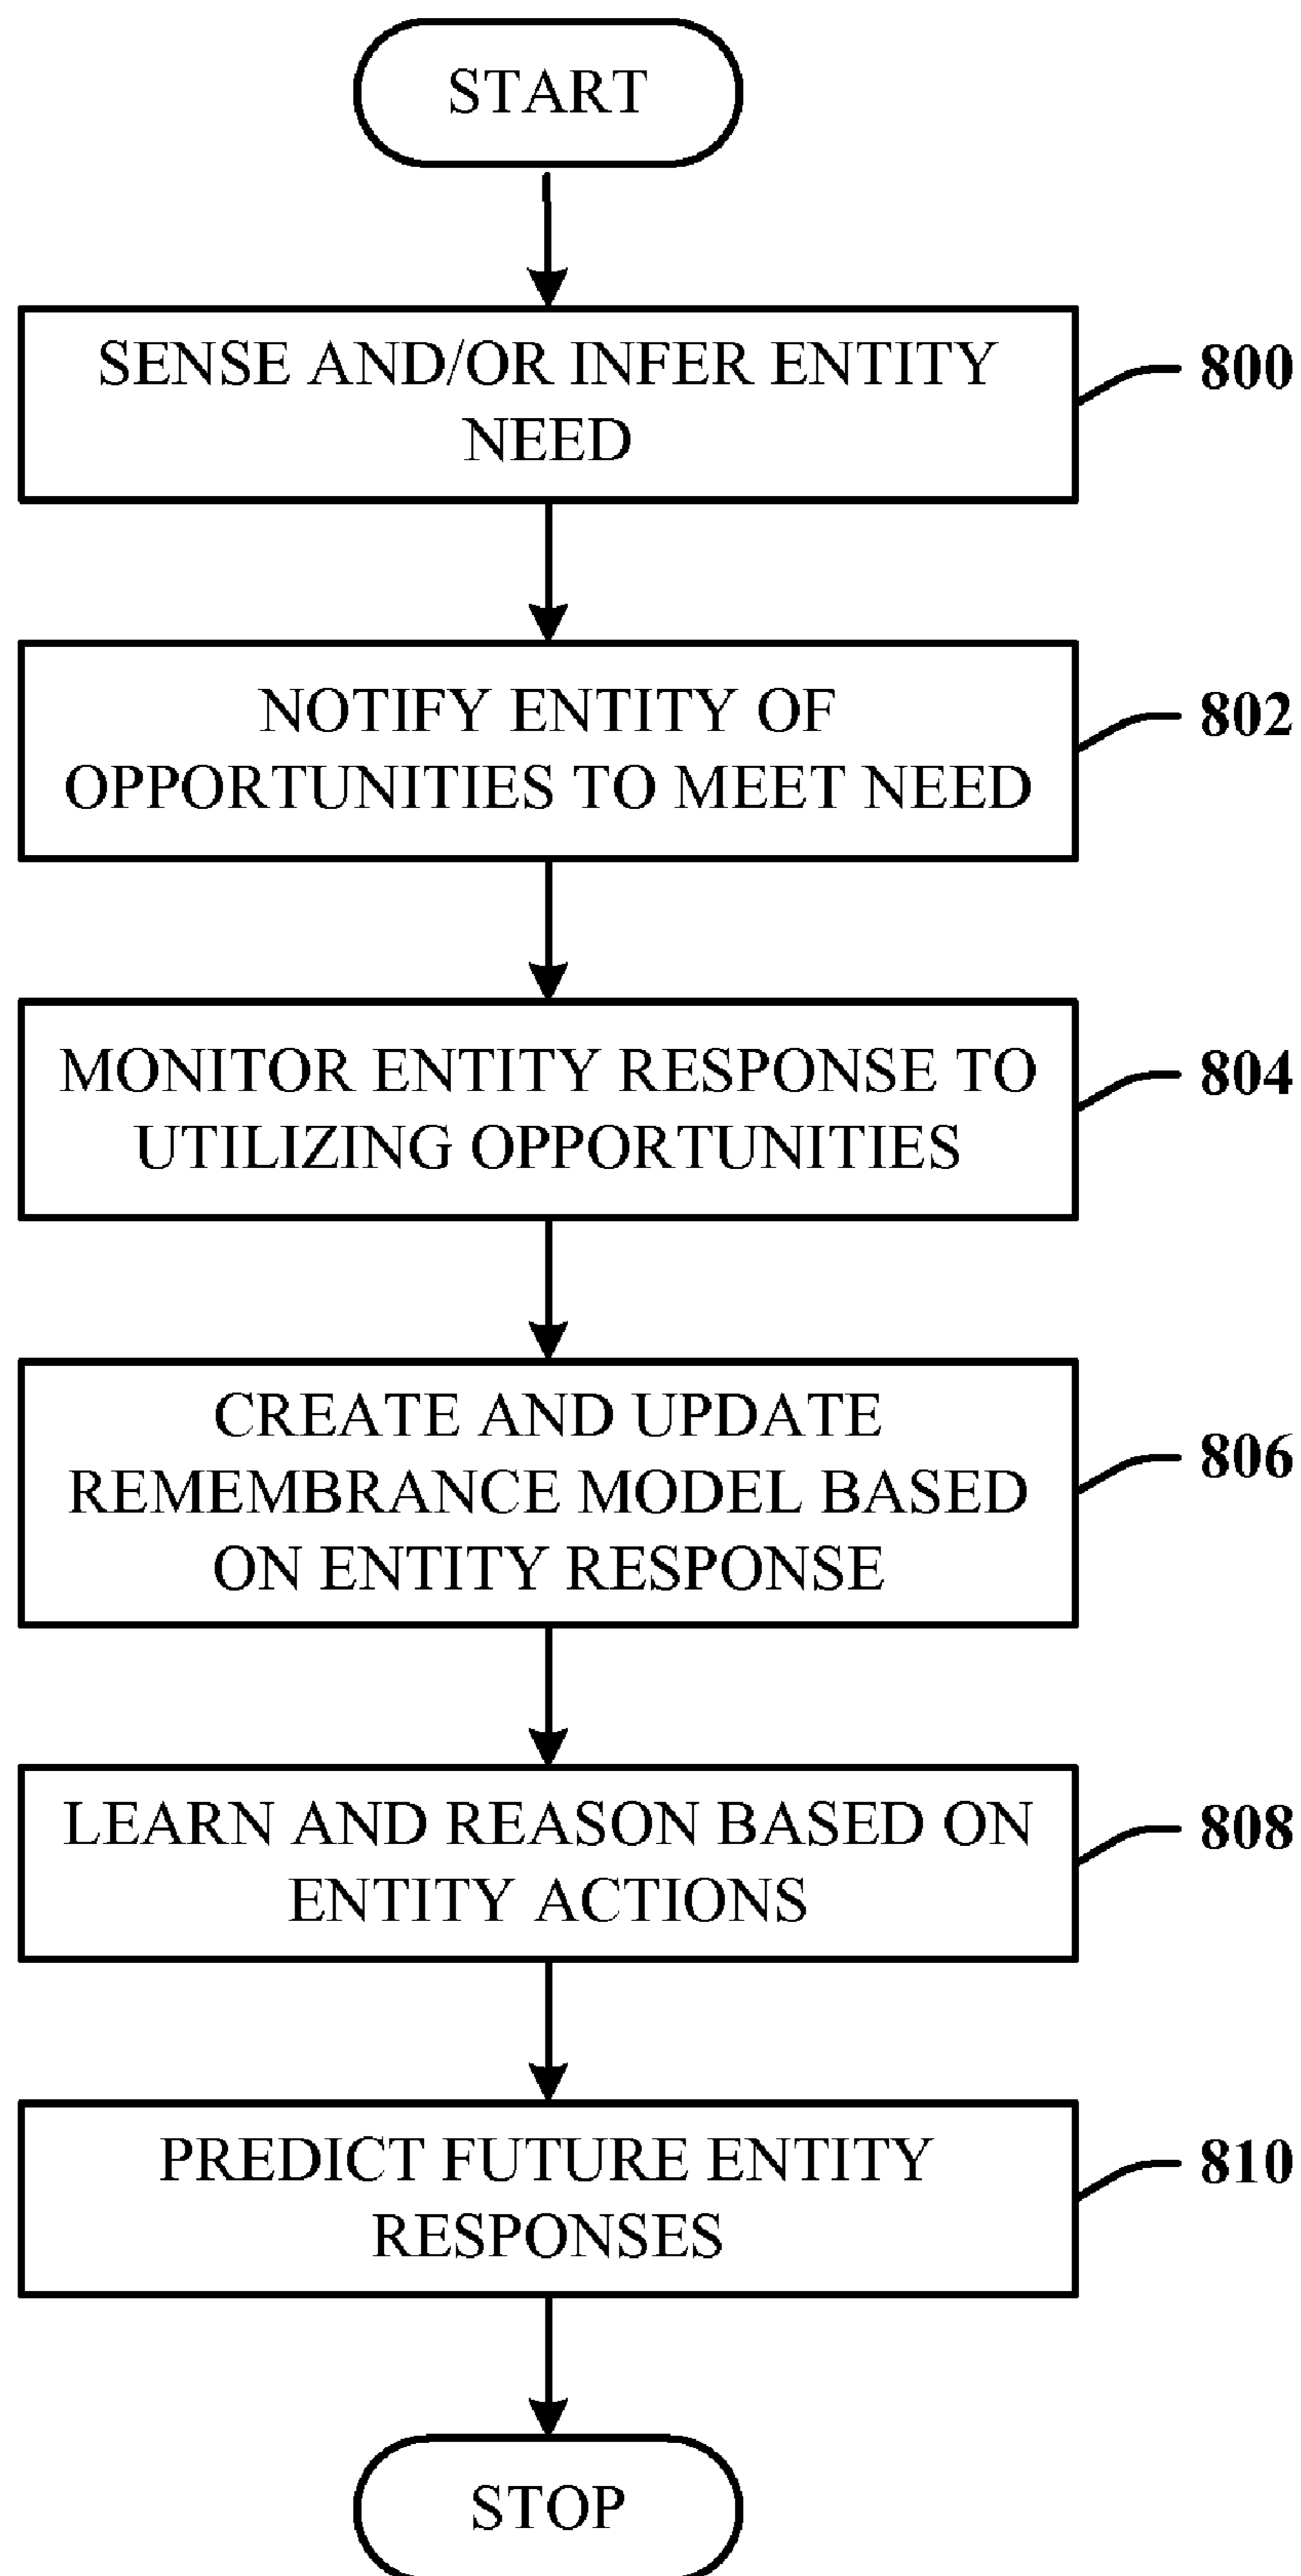 START
SENSE AND/OR INFER ENTITY
NEED
800
NOTIFY ENTITY OF
OPPORTUNITIES TO MEET NEED
802
MONITOR ENTITY RESPONSE TO
UTILIZING OPPORTUNITIES
804
CREATE AND UPDATE
REMEMBRANCE MODEL BASED
ON ENTITY RESPONSE
806
LEARN AND REASON BASED ON
ENTITY ACTIONS
808
PREDICT FUTURE ENTITY
RESPONSES
810
STOP